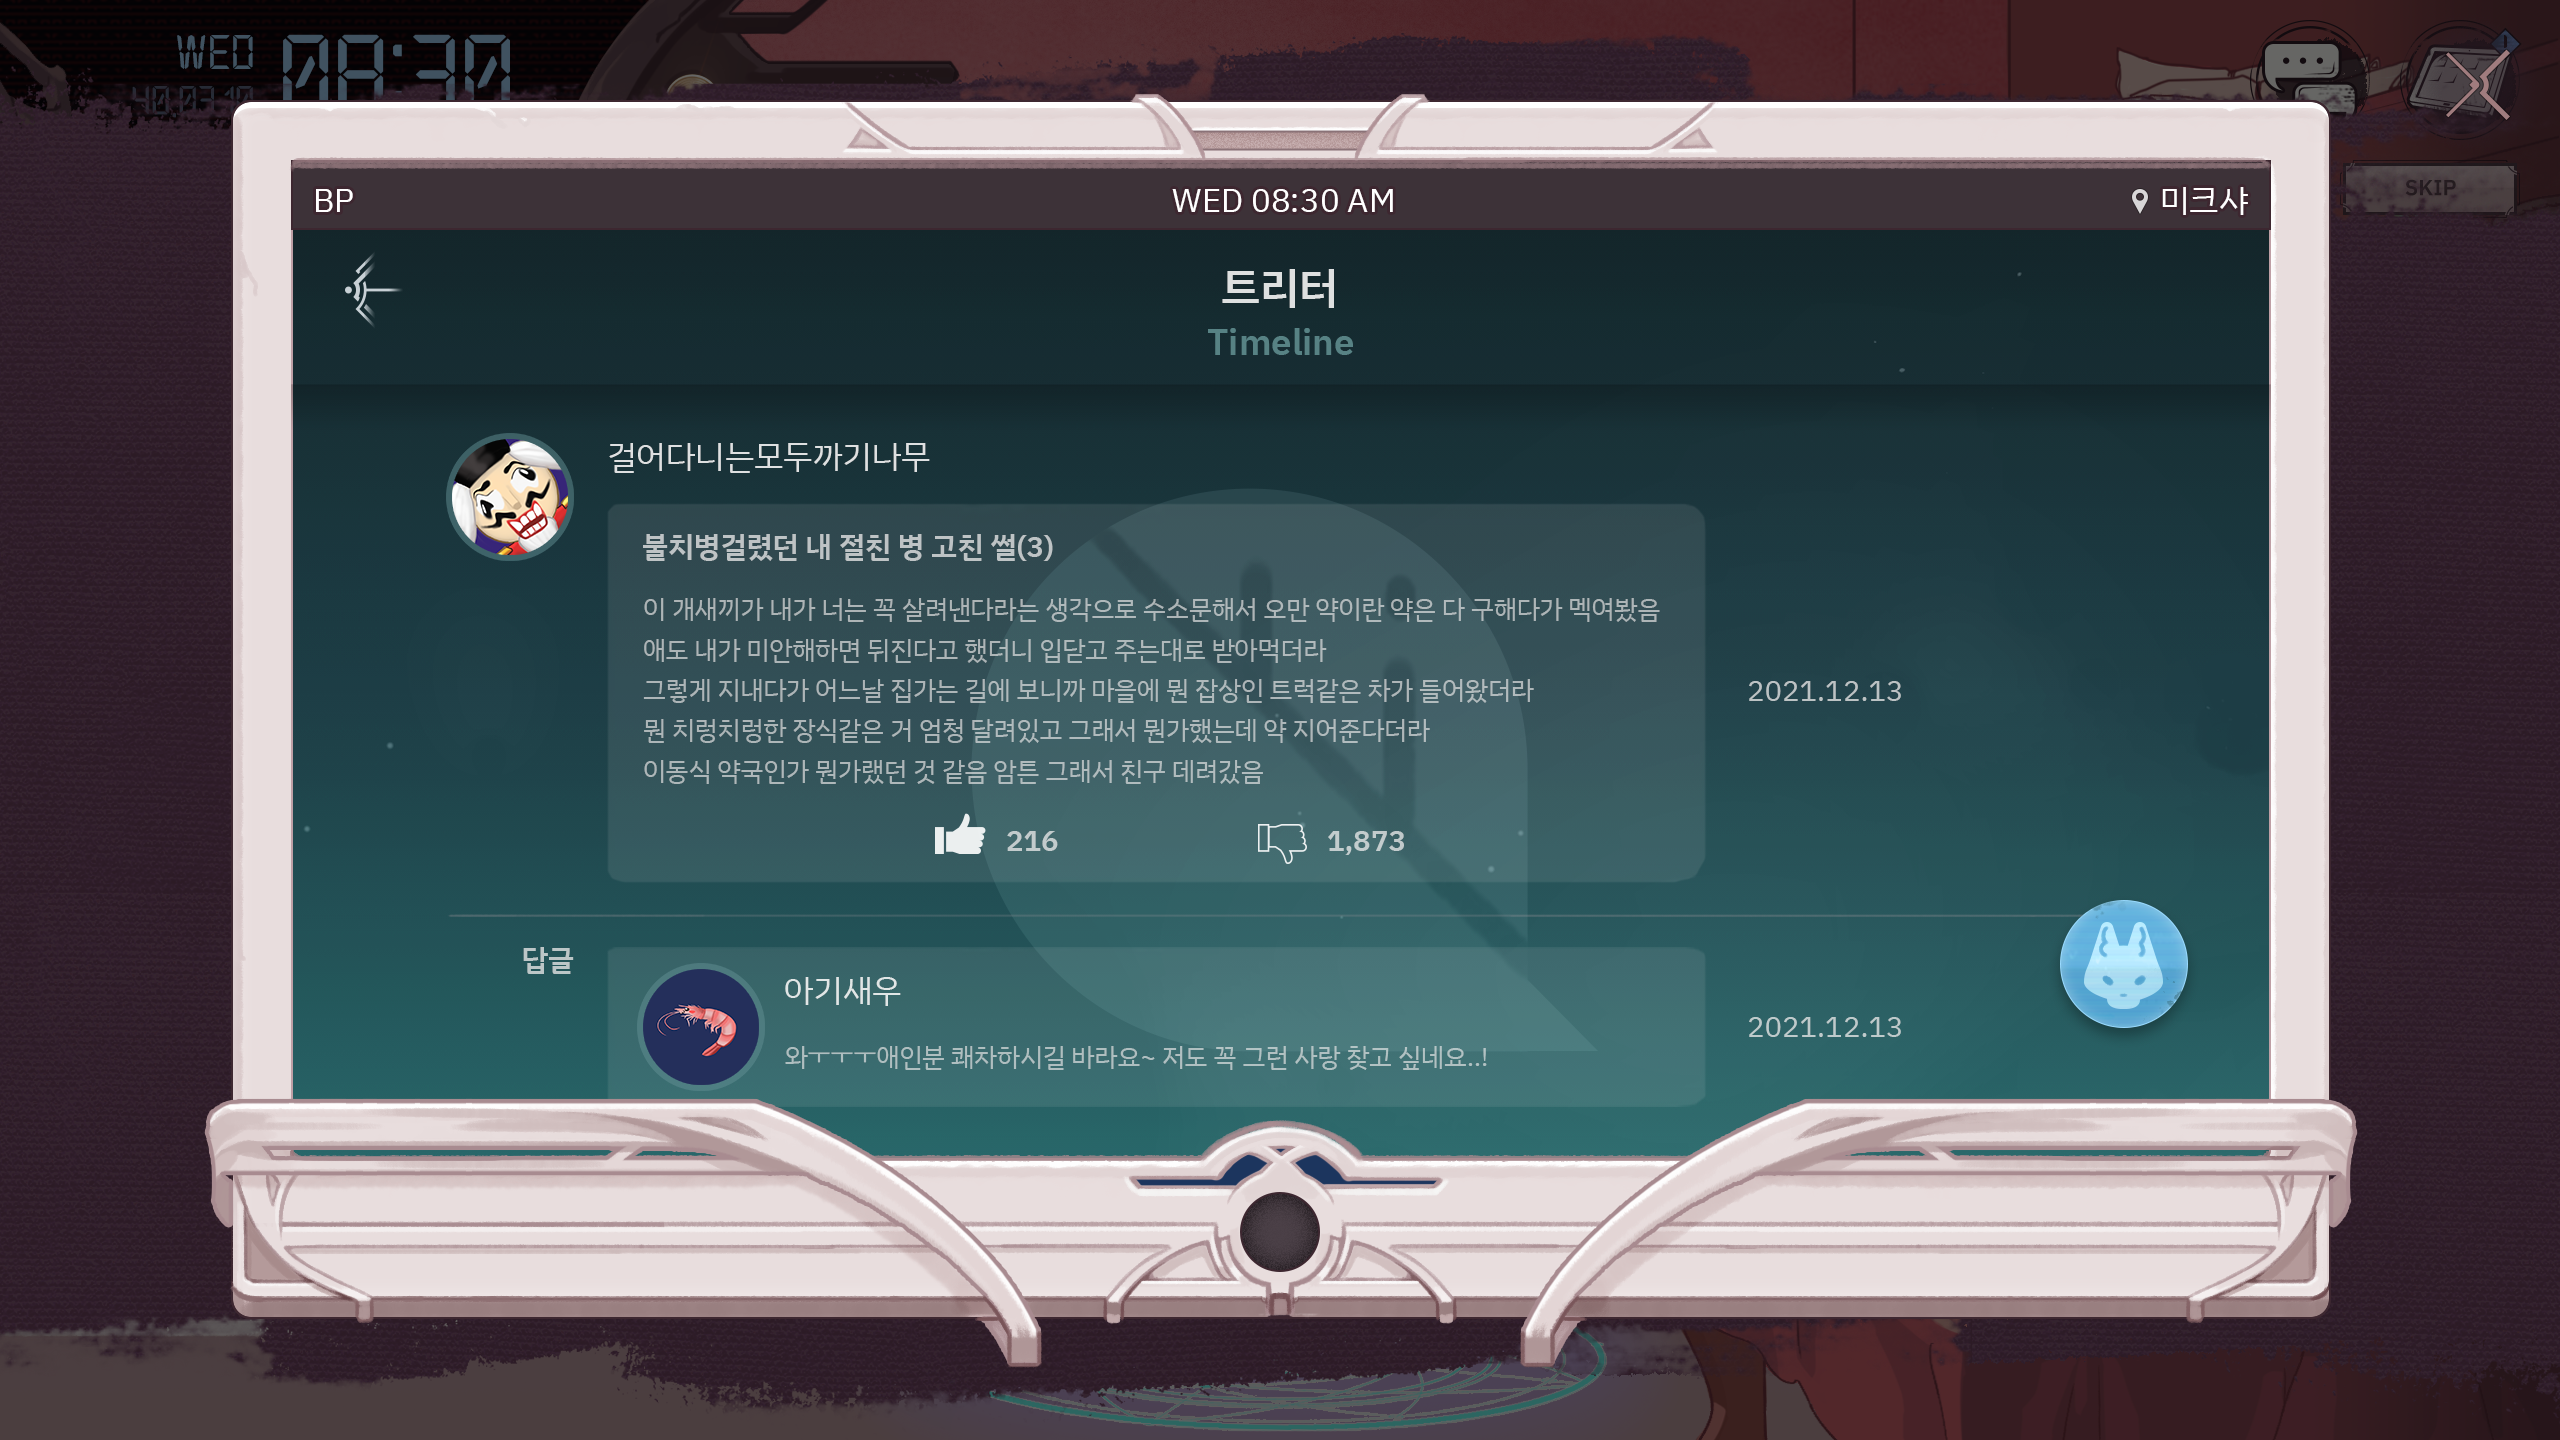 WED 08:30
40.03.10
SKIP
BP
WED 08:30 AM
미크샤
트리터
Timeline
걸어다니는모두까기나무
불치병걸렸던 내 절친 병 고친 썰(3)
이 개새끼가 내가 너는 꼭 살려낸다라는 생각으로 수소문해서 오만 약이란 약은 다 구해다가 멕여봤음
애도 내가 미안해하면 뒤진다고 했더니 입닫고 주는대로 받아먹더라
그렇게 지내다가 어느날 집가는 길에 보니까 마을에 뭔 잡상인 트럭같은 차가 들어왔더라
뭔 치렁치렁한 장식같은 거 엄청 달려있고 그래서 뭔가했는데 약 지어준다더라
이동식 약국인가 뭔가랬던 것 같음 암튼 그래서 친구 데려갔음
2021.12.13
216
1,873
답글
아기새우
와ㅜㅜㅜ애인분 쾌차하시길 바라요~ 저도 꼭 그런 사랑 찾고 싶네요..!
2021.12.13